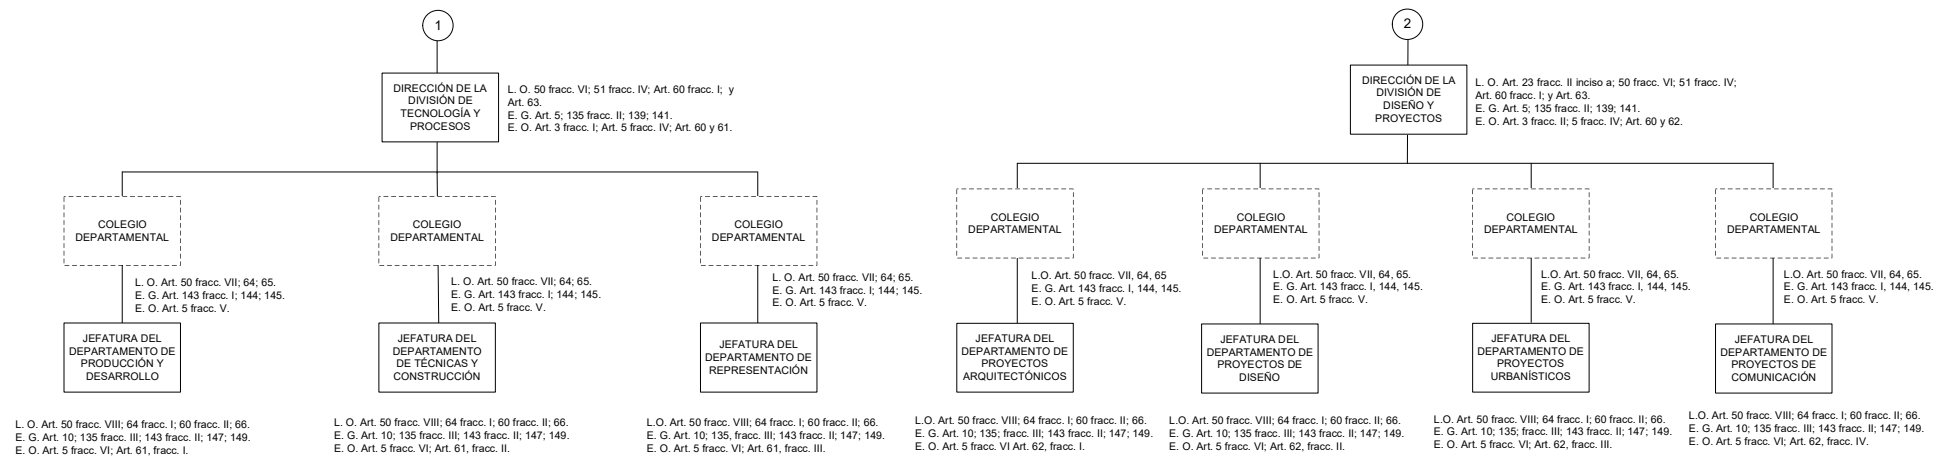 1
DIRECCIÓN DE LA
DIVISIÓN DE
TECNOLOGÍA Y
PROCESOS
L. O. 50 fracc. VI; 51 fracc. IV; Art. 60 fracc. I; y
Art. 63.
E. G. Art. 5; 135 fracc. II; 139; 141.
E. O. Art. 3 fracc. I; Art. 5 fracc. IV; Art. 60 y 61.
COLEGIO
DEPARTAMENTAL
L. O. Art. 50 fracc. VII; 64; 65.
E. G. Art. 143 fracc. I; 144; 145.
E. O. Art. 5 fracc. V.
JEFATURA DEL
DEPARTAMENTO DE
PRODUCCIÓN Y
DESARROLLO
L. O. Art. 50 fracc. VIII; 64 fracc. I; 60 fracc. II; 66.
E. G. Art. 10; 135 fracc. III; 143 fracc. II; 147; 149.
E. O. Art. 5 fracc. VI; Art. 61, fracc. I.
COLEGIO
DEPARTAMENTAL
L. O. Art. 50 fracc. VII; 64; 65.
E. G. Art. 143 fracc. I; 144; 145.
E. O. Art. 5 fracc. V.
JEFATURA DEL
DEPARTAMENTO
DE TÉCNICAS Y
CONSTRUCCIÓN
L. O. Art. 50 fracc. VIII; 64 fracc. I; 60 fracc. II; 66.
E. G. Art. 10; 135 fracc. III; 143 fracc. II; 147; 149.
E. O. Art. 5 fracc. VI; Art. 61, fracc. II.
COLEGIO
DEPARTAMENTAL
L. O. Art. 50 fracc. VII; 64; 65.
E. G. Art. 143 fracc. I; 144; 145.
E. O. Art. 5 fracc. V.
JEFATURA DEL
DEPARTAMENTO DE
REPRESENTACIÓN
L. O. Art. 50 fracc. VIII; 64 fracc. I; 60 fracc. II; 66.
E. G. Art. 10; 135, fracc. III; 143 fracc. II; 147; 149.
E. O. Art. 5 fracc. VI; Art. 61, fracc. III.
2
DIRECCIÓN DE LA
DIVISIÓN DE
DISEÑO Y
PROYECTOS
L. O. Art. 23 fracc. II inciso a; 50 fracc. VI; 51 fracc. IV;
Art. 60 fracc. I; y Art. 63.
E. G. Art. 5; 135 fracc. II; 139; 141.
E. O. Art. 3 fracc. II; 5 fracc. IV; Art. 60 y 62.
COLEGIO
DEPARTAMENTAL
L.O. Art. 50 fracc. VII, 64, 65
E. G. Art. 143 fracc. I, 144, 145.
E. O. Art. 5 fracc. V.
JEFATURA DEL
DEPARTAMENTO DE
PROYECTOS
ARQUITECTÓNICOS
L.O. Art. 50 fracc. VIII; 64 fracc. I; 60 fracc. II; 66.
E. G. Art. 10; 135; fracc. III; 143 fracc. II; 147; 149.
E. O. Art. 5 fracc. VI Art. 62, fracc. I.
COLEGIO
DEPARTAMENTAL
L.O. Art. 50 fracc. VII, 64, 65.
E. G. Art. 143 fracc. I, 144, 145.
E. O. Art. 5 fracc. V.
JEFATURA DEL
DEPARTAMENTO DE
PROYECTOS DE
DISEÑO
L.O. Art. 50 fracc. VIII; 64 fracc. I; 60 fracc. II; 66.
E. G. Art. 10; 135 fracc. III; 143 fracc. II; 147; 149.
E. O. Art. 5 fracc. VI; Art. 62, fracc. II.
COLEGIO
DEPARTAMENTAL
L.O. Art. 50 fracc. VII, 64, 65.
E. G. Art. 143 fracc. I, 144, 145.
E. O. Art. 5 fracc. V.
JEFATURA DEL
DEPARTAMENTO DE
PROYECTOS
URBANÍSTICOS
L.O. Art. 50 fracc. VIII; 64 fracc. I; 60 fracc. II; 66.
E. G. Art. 10; 135; fracc. III; 143 fracc. II; 147; 149.
E. O. Art. 5 fracc. VI; Art. 62, fracc. III.
COLEGIO
DEPARTAMENTAL
L.O. Art. 50 fracc. VII, 64, 65.
E. G. Art. 143 fracc. I, 144, 145.
E. O. Art. 5 fracc. V.
JEFATURA DEL
DEPARTAMENTO DE
PROYECTOS DE
COMUNICACIÓN
L.O. Art. 50 fracc. VIII; 64 fracc. I; 60 fracc. II; 66.
E. G. Art. 10; 135 fracc. III; 143 fracc. II; 147; 149.
E. O. Art. 5 fracc. VI; Art. 62, fracc. IV.